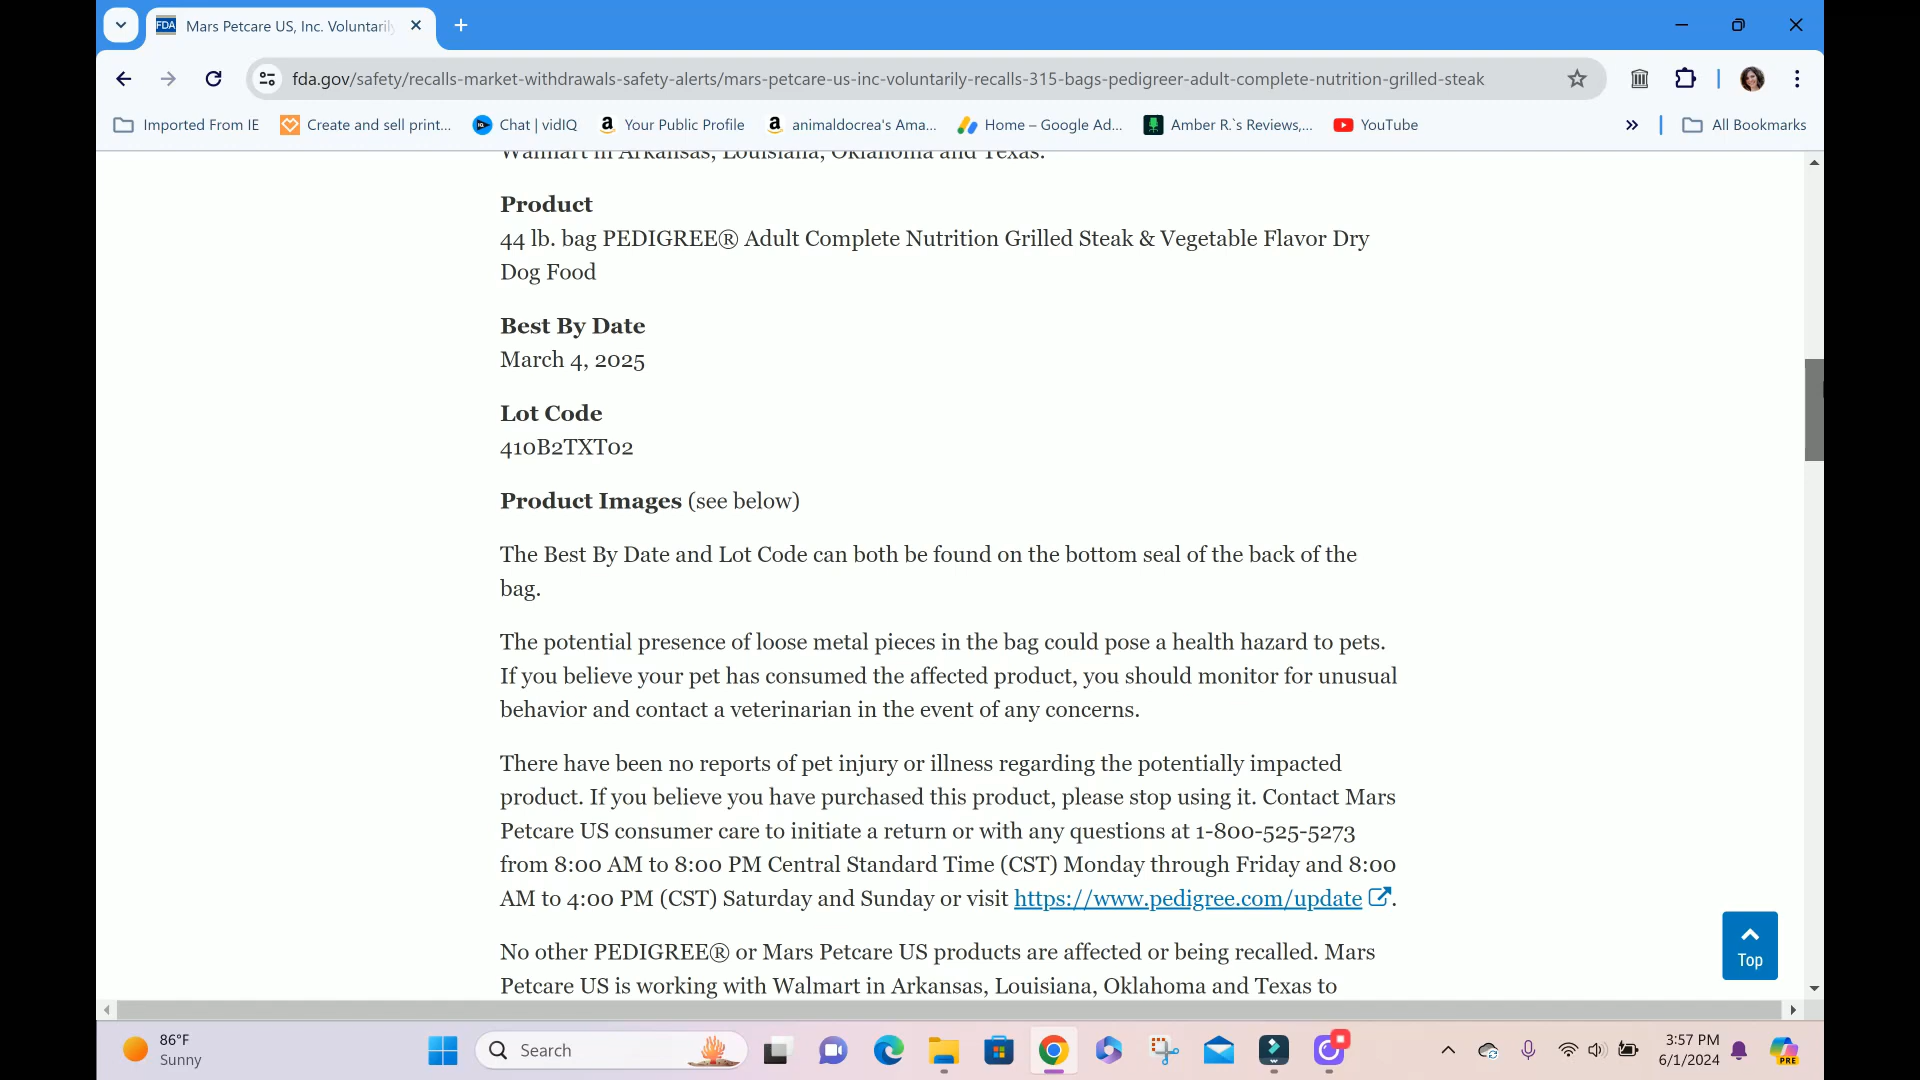 Mars Petcare US, Inc. Voluntarily
fda.gov/safety/recalls-market-withdrawals-safety-alerts/mars-petcare-us-inc-voluntarily-recalls-315-bags-pedigreer-adult-complete-nutrition-grilled-steak
Imported From IE Create and sell print... Chat | vidIQ Your Public Profile animaldocrea's Ama... Home – Google Ad... Amber R.`s Reviews,... YouTube » All Bookmarks
Walmart in Arkansas, Louisiana, Oklahoma and Texas.
Product
44 lb. bag PEDIGREE® Adult Complete Nutrition Grilled Steak & Vegetable Flavor Dry
Dog Food
Best By Date
March 4, 2025
Lot Code
410B2TXT02
Product Images (see below)
The Best By Date and Lot Code can both be found on the bottom seal of the back of the
bag.
The potential presence of loose metal pieces in the bag could pose a health hazard to pets.
If you believe your pet has consumed the affected product, you should monitor for unusual
behavior and contact a veterinarian in the event of any concerns.
There have been no reports of pet injury or illness regarding the potentially impacted
product. If you believe you have purchased this product, please stop using it. Contact Mars
Petcare US consumer care to initiate a return or with any questions at 1-800-525-5273
from 8:00 AM to 8:00 PM Central Standard Time (CST) Monday through Friday and 8:00
AM to 4:00 PM (CST) Saturday and Sunday or visit https://www.pedigree.com/update.
No other PEDIGREE® or Mars Petcare US products are affected or being recalled. Mars
Petcare US is working with Walmart in Arkansas, Louisiana, Oklahoma and Texas to
Top
86°F
Sunny
Search
3:57 PM
6/1/2024
PRE